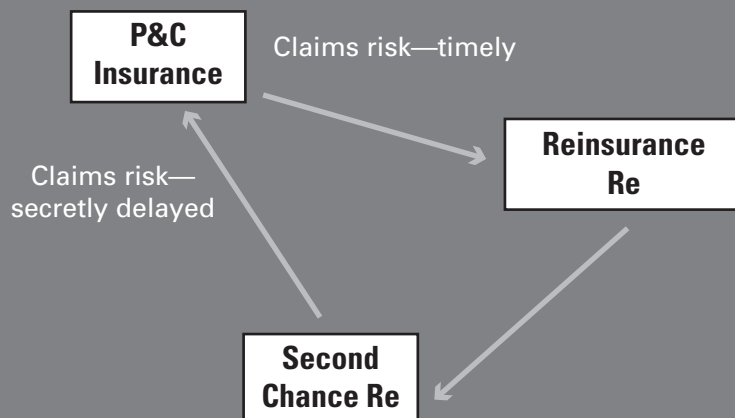 P&C
Insurance
Claims risk—timely
Reinsurance
Re
Claims risk—
secretly delayed
Second
Chance Re